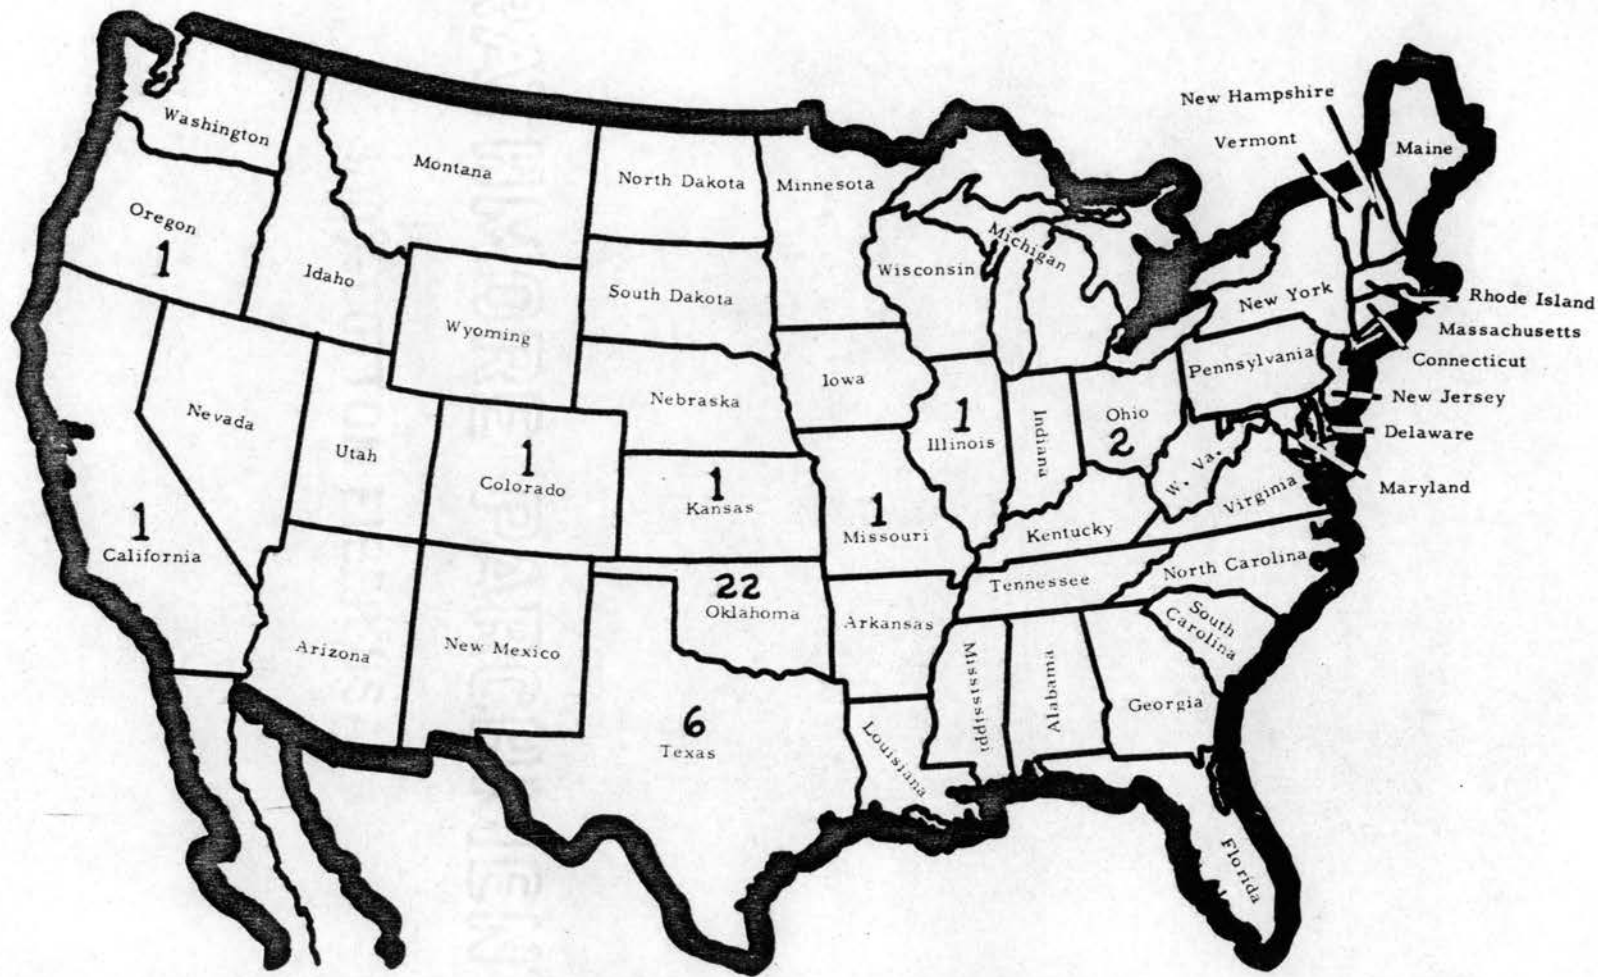 New Hampshire
Vermont
Maine
Washington
Montana
North Dakota
Minnesota
Oregon
1
Idaho
Wyoming
South Dakota
Wisconsin
Michigan
New York
Rhode Island
Massachusetts
Connecticut
New Jersey
Delaware
Maryland
Pennsylvania
Iowa
Nebraska
Nevada
Utah
1
Colorado
1
Kansas
1
Missouri
1
Illinois
Indiana
Ohio
2
W. Va.
Virginia
Kentucky
1
California
Tennessee
North Carolina
South
Carolina
22
Oklahoma
Arkansas
Arizona
New Mexico
6
Texas
Louisiana
Mississippi
Alabama
Georgia
Florida